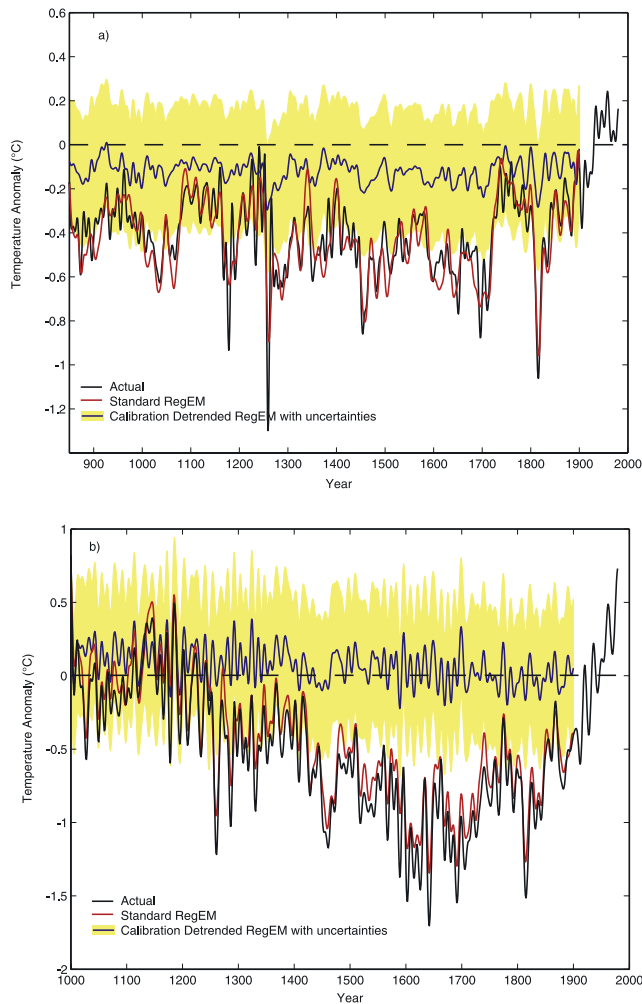 0.6
a)
0.4
0.2
0
-0.2
-0.4
-0.6
-0.8
-1
-1.2
Temperature Anomaly (°C)
Actual
Standard RegEM
Calibration Detrended RegEM with uncertainties
900 1000 1100 1200 1300 1400 1500 1600 1700 1800 1900 2000
Year
1
b)
0.5
0
-0.5
-1
-1.5
-2
Temperature Anomaly (°C)
Actual
Standard RegEM
Calibration Detrended RegEM with uncertainties
1000 1100 1200 1300 1400 1500 1600 1700 1800 1900 2000
Year